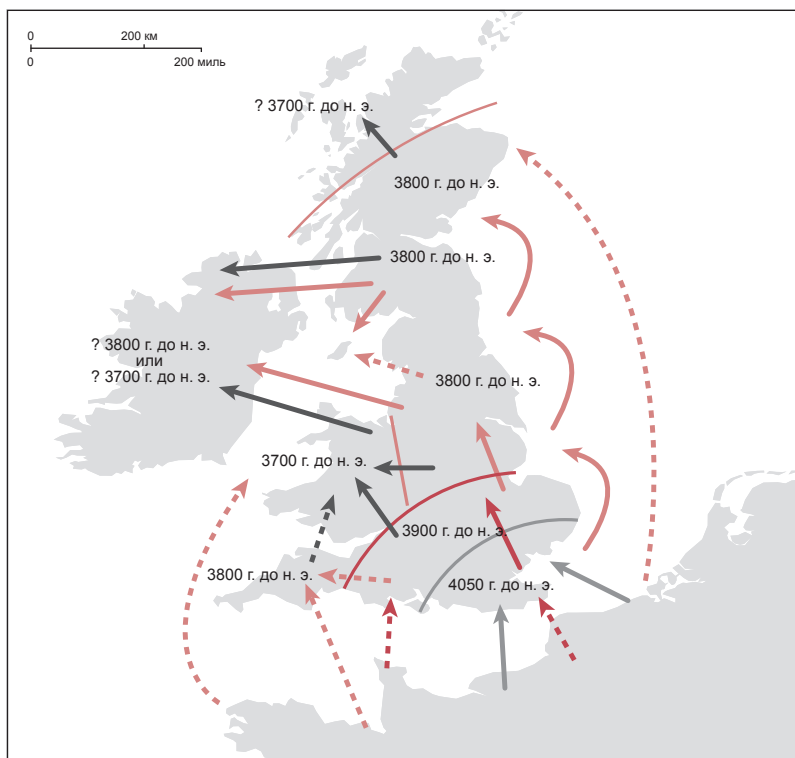 0 200 км
0 200 миль
? 3700 г. до н. э.
3800 г. до н. э.
3800 г. до н. э.
? 3800 г. до н. э.
или
? 3700 г. до н. э.
3800 г. до н. э.
3700 г. до н. э.
3900 г. до н. э.
3800 г. до н. э.
4050 г. до н. э.